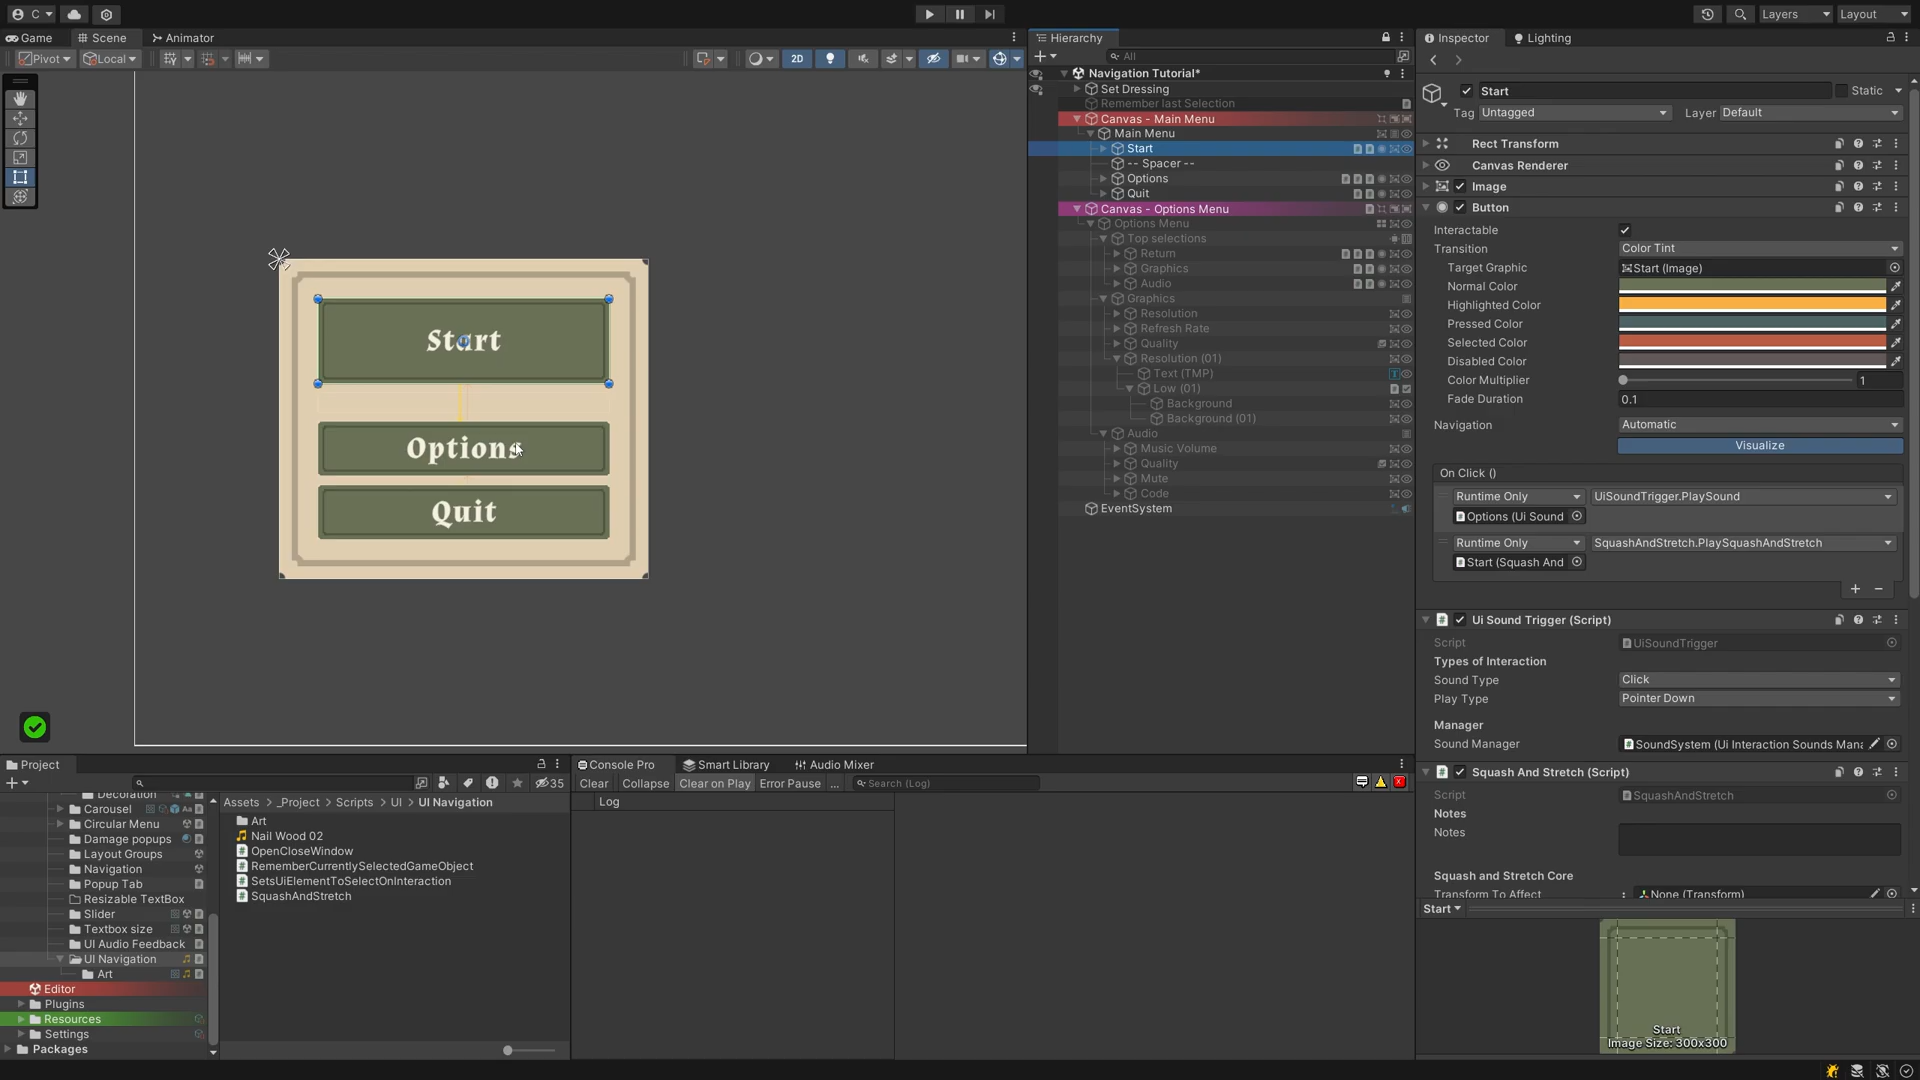 C
Layers
Layout
Game
Scene
Animator
Pivot
Local
2D
Hierarchy
All
Navigation Tutorial*
Set Dressing
Remember last Selection
Canvas - Main Menu
Main Menu
Start
-- Spacer --
Options
Quit
Canvas - Options Menu
Options Menu
Top selections
Return
Graphics
Audio
Graphics
Resolution
Refresh Rate
Quality
Resolution (01)
Text (TMP)
Low (01)
Background
Background (01)
Audio
Music Volume
Quality
Mute
Code
EventSystem
Start
Options
Quit
Inspector
Lighting
Start
Static
Tag Untagged
Layer Default
Rect Transform
Canvas Renderer
Image
Button
Interactable
Transition Color Tint
Target Graphic Start (Image)
Normal Color
Highlighted Color
Pressed Color
Selected Color
Disabled Color
Color Multiplier 1
Fade Duration 0.1
Navigation Automatic
Visualize
On Click ()
Runtime Only UiSoundTrigger.PlaySound
Options (Ui Sound
Runtime Only SquashAndStretch.PlaySquashAndStretch
Start (Squash And
Ui Sound Trigger (Script)
Script UiSoundTrigger
Types of Interaction
Sound Type Click
Play Type Pointer Down
Manager
Sound Manager SoundSystem (Ui Interaction Sounds Mana
Squash And Stretch (Script)
Script SquashAndStretch
Notes
Notes
Squash and Stretch Core
Transform To Affect None (Transform)
Start
Start
Image Size: 300x300
Project
35
Decoration
Carousel
Circular Menu
Damage popups
Layout Groups
Navigation
Popup Tab
Resizable TextBox
Slider
Textbox size
UI Audio Feedback
UI Navigation
Art
Editor
Plugins
Resources
Settings
Packages
Assets > _Project > Scripts > UI > UI Navigation
Art
Nail Wood 02
OpenCloseWindow
RememberCurrentlySelectedGameObject
SetsUiElementToSelectOnInteraction
SquashAndStretch
Console Pro
Smart Library
Audio Mixer
Clear
Collapse
Clear on Play
Error Pause
...
Search (Log)
Log